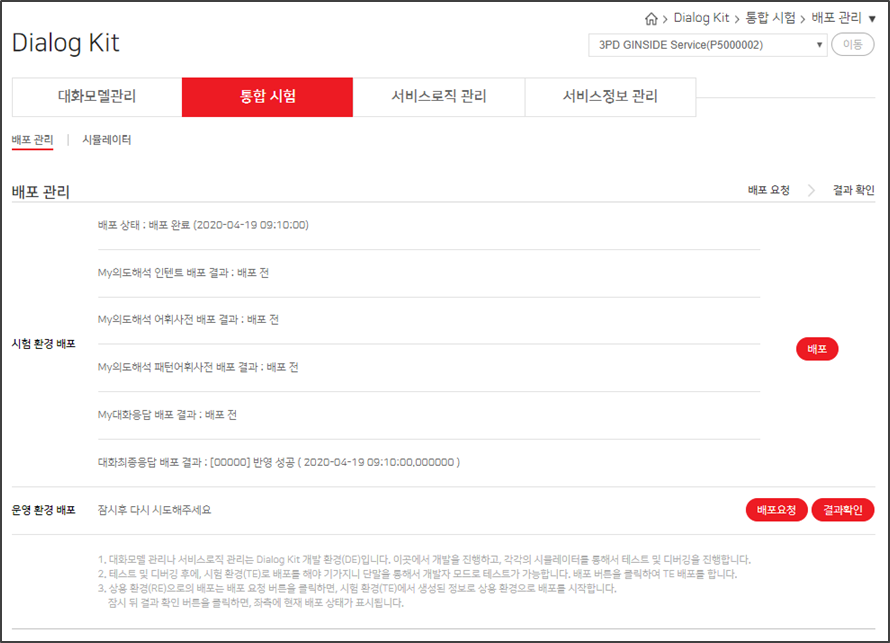 Dialog Kit > 통합 시험 > 배포 관리 ▼
Dialog Kit
3PD GINSIDE Service(P5000002) ▼ 이동
대화모델관리 통합 시험 서비스로직 관리 서비스정보 관리
배포 관리 | 시뮬레이터
배포 관리 배포 요청 > 결과 확인
배포 상태 : 배포 완료 (2020-04-19 09:10:00)
My의도해석 인텐트 배포 결과 : 배포 전
My의도해석 어휘사전 배포 결과 : 배포 전
시험 환경 배포 배포
My의도해석 패턴어휘사전 배포 결과 : 배포 전
My대화응답 배포 결과 : 배포 전
대화최종응답 배포 결과 : [00000] 반영 성공 ( 2020-04-19 09:10:00,000000 )
운영 환경 배포 잠시후 다시 시도해주세요 배포요청 결과확인
1. 대화모델 관리나 서비스로직 관리는 Dialog Kit 개발 환경(DE)입니다. 이곳에서 개발을 진행하고, 각각의 시뮬레이터를 통해서 테스트 및 디버깅을 진행합니다.
2. 테스트 및 디버깅 후에, 시험 환경(TE)로 배포를 해야 기가지니 단말을 통해서 개발자 모드로 테스트가 가능합니다. 배포 버튼을 클릭하여 TE 배포를 합니다.
3. 상용 환경(RE)으로의 배포는 배포 요청 버튼을 클릭하면, 시험 환경(TE)에서 생성된 정보로 상용 환경으로 배포를 시작합니다.
잠시 뒤 결과 확인 버튼을 클릭하면, 좌측에 현재 배포 상태가 표시됩니다.